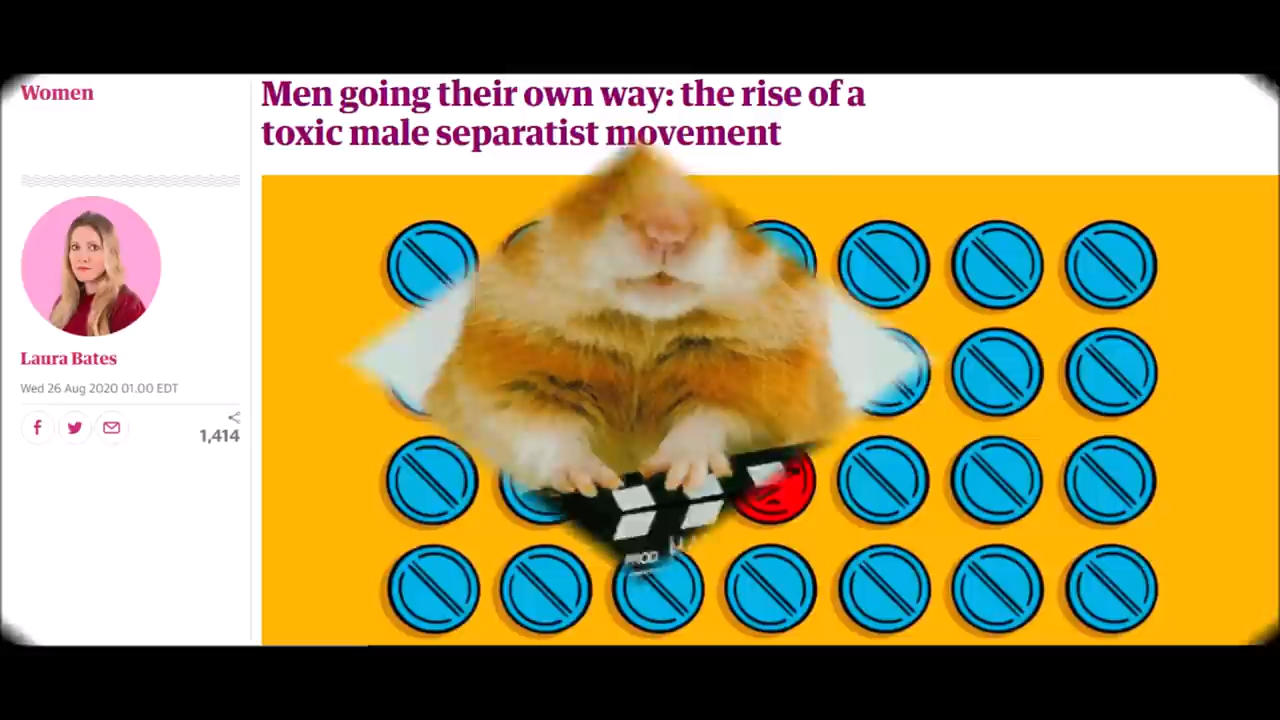 Women
Men going their own way: the rise of a
toxic male separatist movement
Laura Bates
Wed 26 Aug 2020 01.00 EDT
1,414
PROD